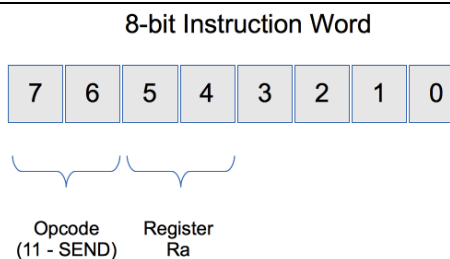 8-bit Instruction Word
7 6 5 4 3 2 1 0
Opcode Register
(11 - SEND) Ra